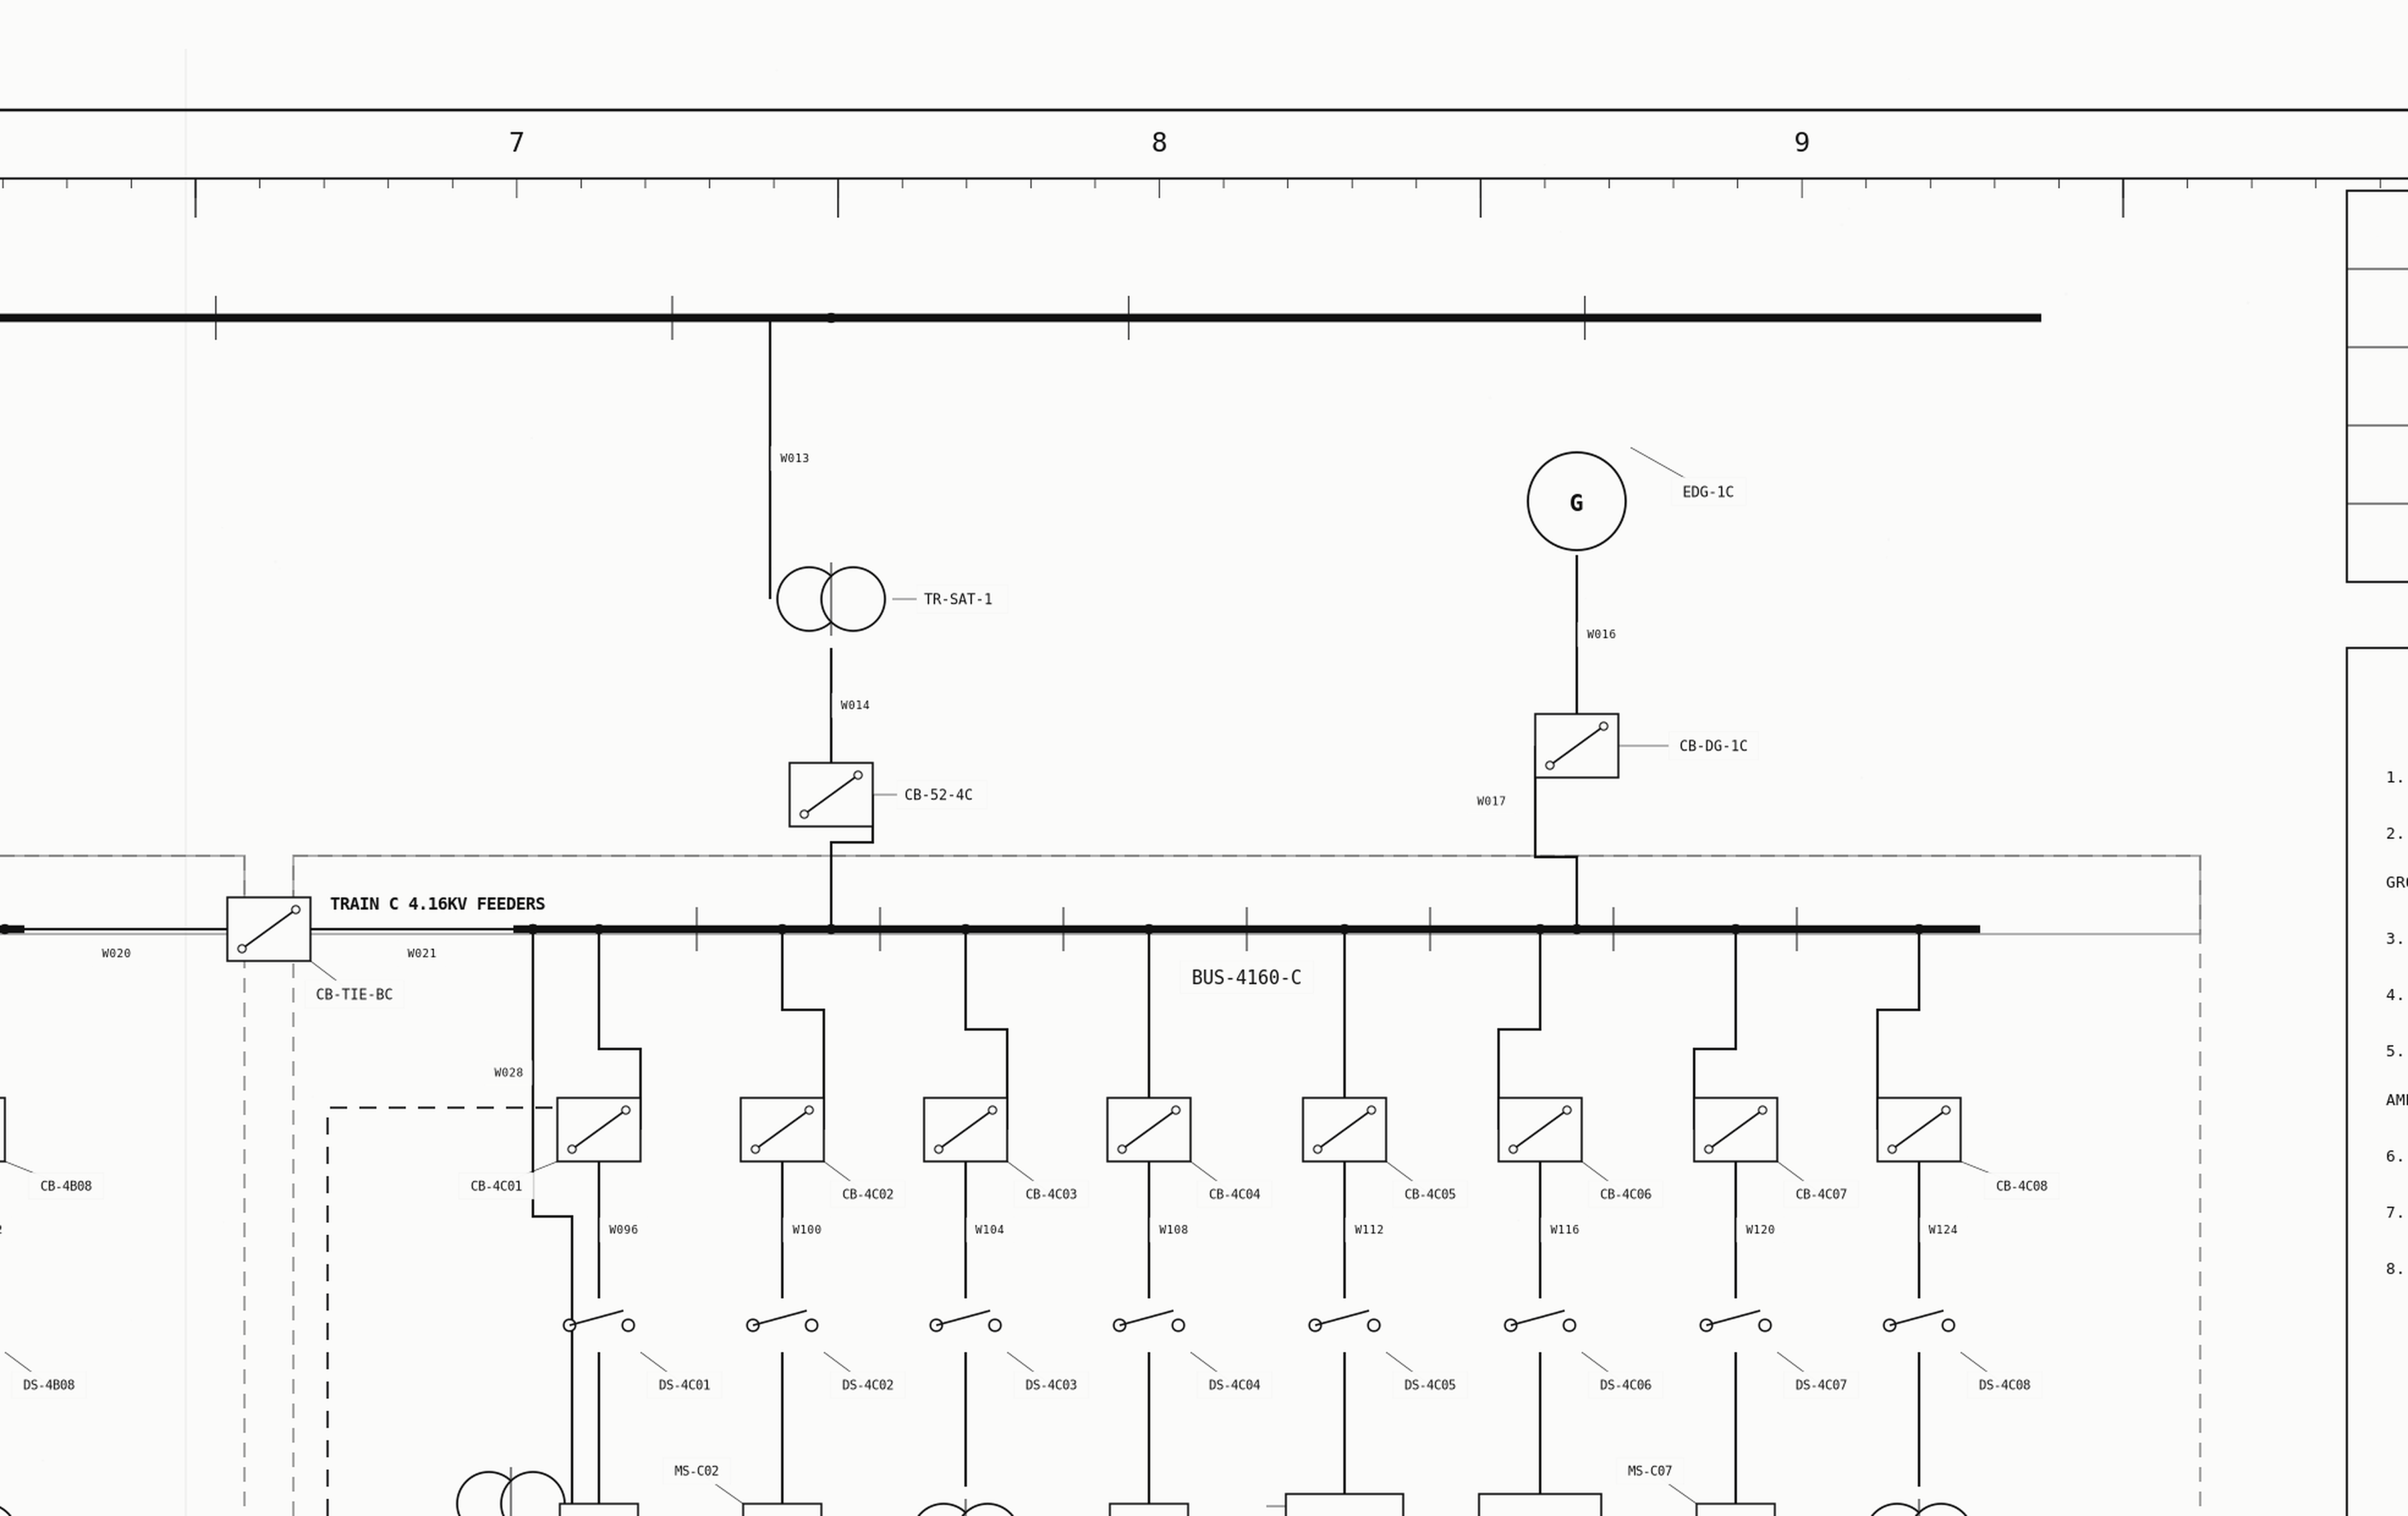 7 8 9
W013
EDG-1C
G
TR-SAT-1
W016
W014
CB-DG-1C
CB-52-4C
W017
1.
2.
GR
3.
4.
5.
6.
7.
8.
TRAIN C 4.16KV FEEDERS
W020
W021
CB-TIE-BC
BUS-4160-C
W028
CB-4B08
CB-4C01
CB-4C02
CB-4C03
CB-4C04
CB-4C05
CB-4C06
CB-4C07
CB-4C08
W096
W100
W104
W108
W112
W116
W120
W124
DS-4B08
DS-4C01
DS-4C02
DS-4C03
DS-4C04
DS-4C05
DS-4C06
DS-4C07
DS-4C08
MS-C02
MS-C07